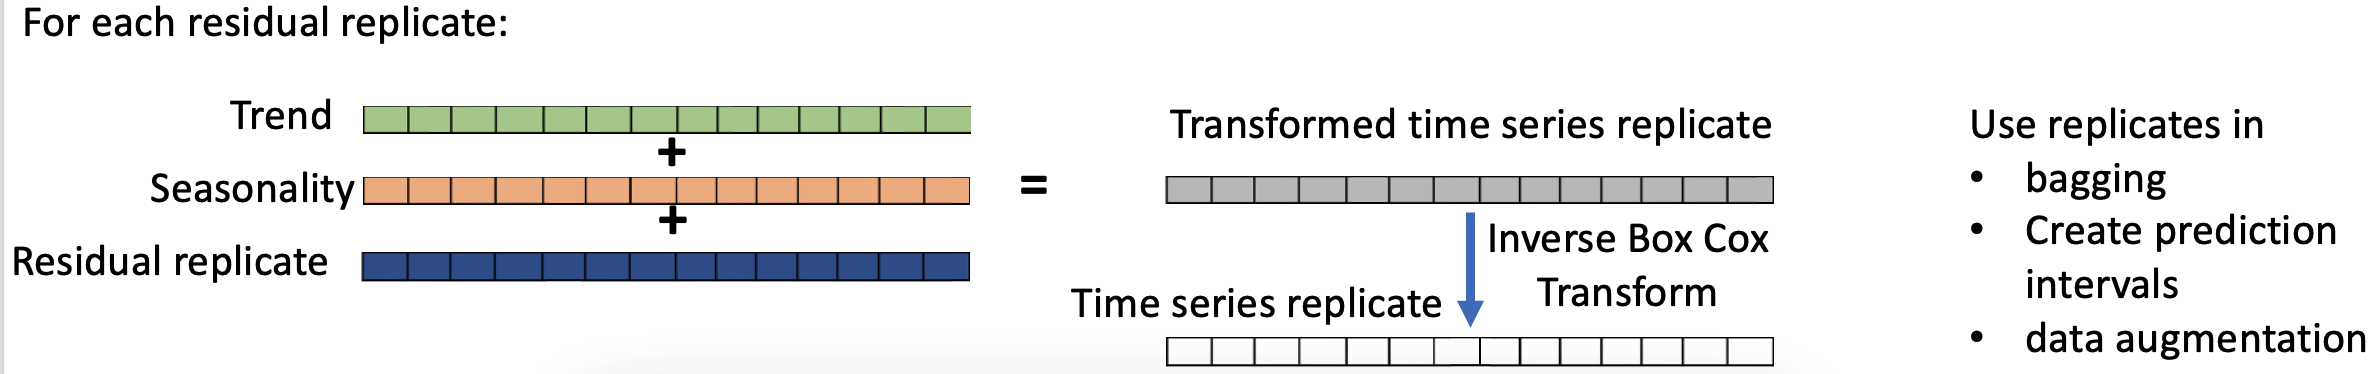 For each residual replicate:
Trend
+
Seasonality
+
Residual replicate
=
Transformed time series replicate
Inverse Box Cox
Transform
Time series replicate
Use replicates in
• bagging
• Create prediction
intervals
• data augmentation